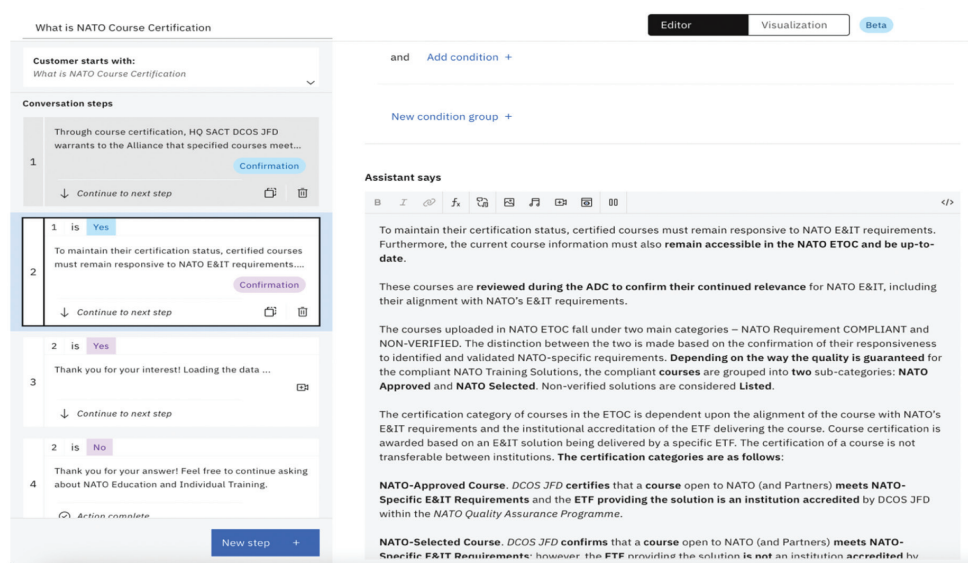 What is NATO Course Certification
Editor
Visualization
Beta
Customer starts with:
What is NATO Course Certification
Conversation steps
1
Through course certification, HQ SACT DCOS JFD
warrants to the Alliance that specified courses meet...
Confirmation
Continue to next step
2
1 is Yes
To maintain their certification status, certified courses
must remain responsive to NATO E&IT requirements....
Confirmation
Continue to next step
3
2 is Yes
Thank you for your interest! Loading the data ...
Continue to next step
4
2 is No
Thank you for your answer! Feel free to continue asking
about NATO Education and Individual Training.
Action complete
New step +
and Add condition +
New condition group +
Assistant says
B I fx </>
To maintain their certification status, certified courses must remain responsive to NATO E&IT requirements.
Furthermore, the current course information must also remain accessible in the NATO ETOC and be up-to-
date.
These courses are reviewed during the ADC to confirm their continued relevance for NATO E&IT, including
their alignment with NATO's E&IT requirements.
The courses uploaded in NATO ETOC fall under two main categories – NATO Requirement COMPLIANT and
NON-VERIFIED. The distinction between the two is made based on the confirmation of their responsiveness
to identified and validated NATO-specific requirements. Depending on the way the quality is guaranteed for
the compliant NATO Training Solutions, the compliant courses are grouped into two sub-categories: NATO
Approved and NATO Selected. Non-verified solutions are considered Listed.
The certification category of courses in the ETOC is dependent upon the alignment of the course with NATO's
E&IT requirements and the institutional accreditation of the ETF delivering the course. Course certification is
awarded based on an E&IT solution being delivered by a specific ETF. The certification of a course is not
transferable between institutions. The certification categories are as follows:
NATO-Approved Course. DCOS JFD certifies that a course open to NATO (and Partners) meets NATO-
Specific E&IT Requirements and the ETF providing the solution is an institution accredited by DCOS JFD
within the NATO Quality Assurance Programme.
NATO-Selected Course. DCOS JFD confirms that a course open to NATO (and Partners) meets NATO-
Specific E&IT Requirements; however, the ETF providing the solution is not an institution accredited by